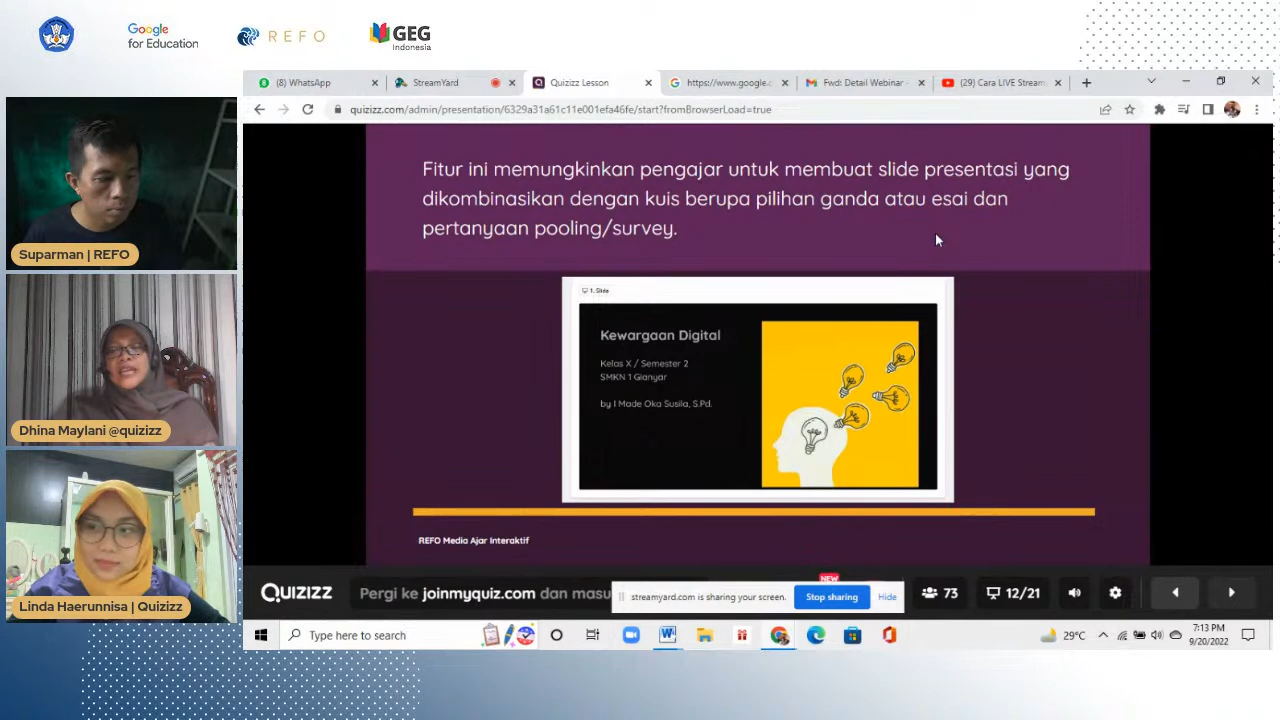 Google
for Education
REFO
GEG
Indonesia
(8) WhatsApp
StreamYard
Quizizz Lesson
https://www.google.c
Fwd: Detail Webinar -
(29) Cara LIVE Stream
quizizz.com/admin/presentation/6329a31a61c11e001efa46fe/start?fromBrowserLoad=true
Fitur ini memungkinkan pengajar untuk membuat slide presentasi yang
dikombinasikan dengan kuis berupa pilihan ganda atau esai dan
pertanyaan pooling/survey.
1. Slide
Kewargaan Digital
Kelas X / Semester 2
SMKN 1 Gianyar
by I Made Oka Susila, S.Pd.
REFO Media Ajar Interaktif
Suparman | REFO
Dhina Maylani @quizizz
Linda Haerunnisa | Quizizz
QUIZIZZ
Pergi ke joinmyquiz.com dan masu
streamyard.com is sharing your screen.
Stop sharing
Hide
NEW
73
12/21
Type here to search
29°C
7:13 PM
9/20/2022